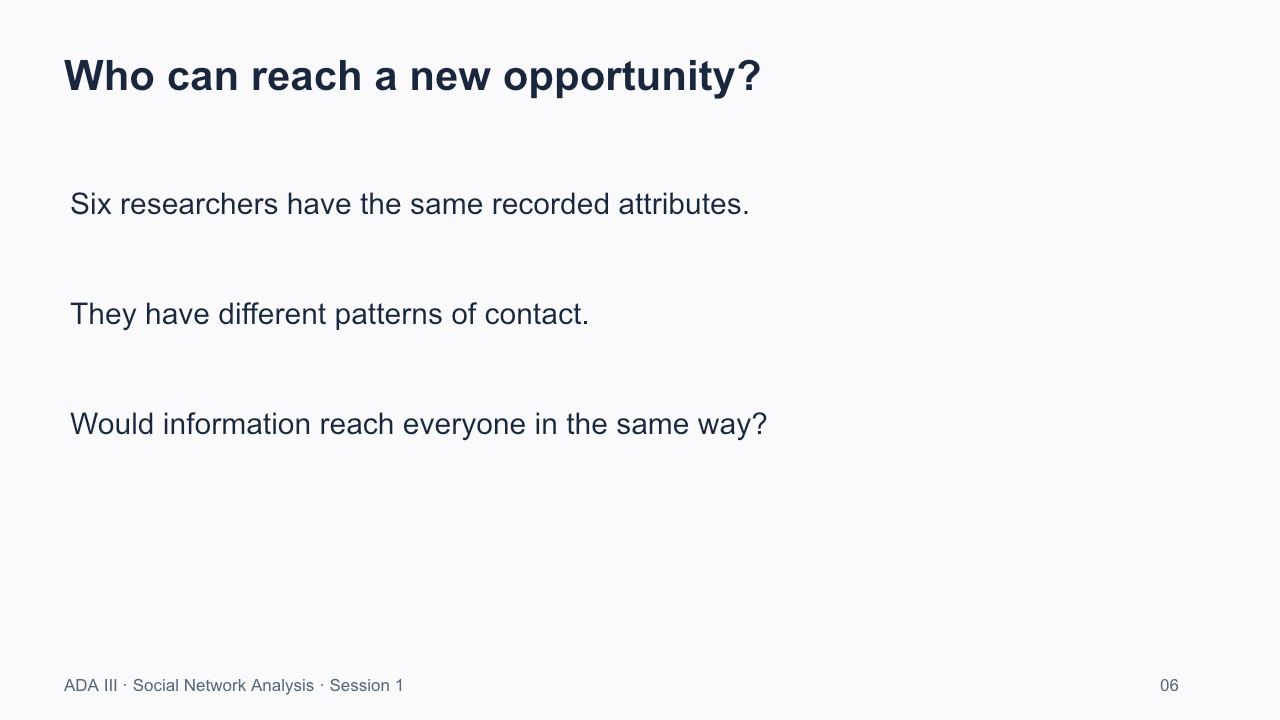 Who can reach a new opportunity?
Six researchers have the same recorded attributes.
They have different patterns of contact.
Would information reach everyone in the same way?
ADA III · Social Network Analysis · Session 1
06